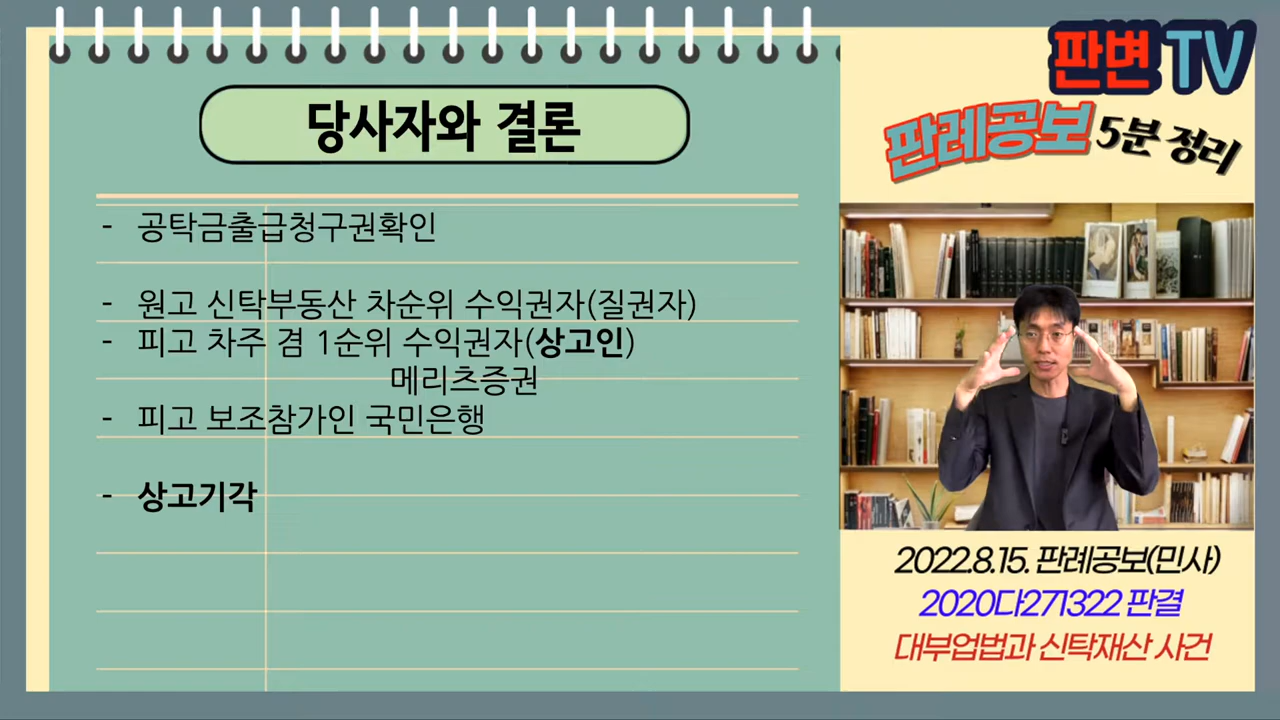 당사자와 결론
- 공탁금출급청구권확인
- 원고 신탁부동산 차순위 수익권자(질권자)
- 피고 차주 겸 1순위 수익권자(상고인)
메리츠증권
- 피고 보조참가인 국민은행
- 상고기각
판변 TV
판례공보 5분 정리
2022.8.15. 판례공보(민사)
2020다271322 판결
대부업법과 신탁재산 사건